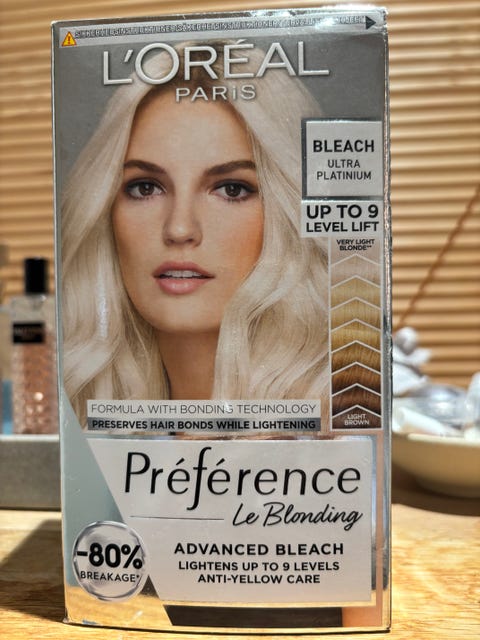 L'ORÉAL
PARiS
BLEACH
ULTRA
PLATINIUM
UP TO 9
LEVEL LIFT
VERY LIGHT
BLONDE**
LIGHT
BROWN
FORMULA WITH BONDING TECHNOLOGY
PRESERVES HAIR BONDS WHILE LIGHTENING
Préférence
Le Blonding
-80%
BREAKAGE*
ADVANCED BLEACH
LIGHTENS UP TO 9 LEVELS
ANTI-YELLOW CARE